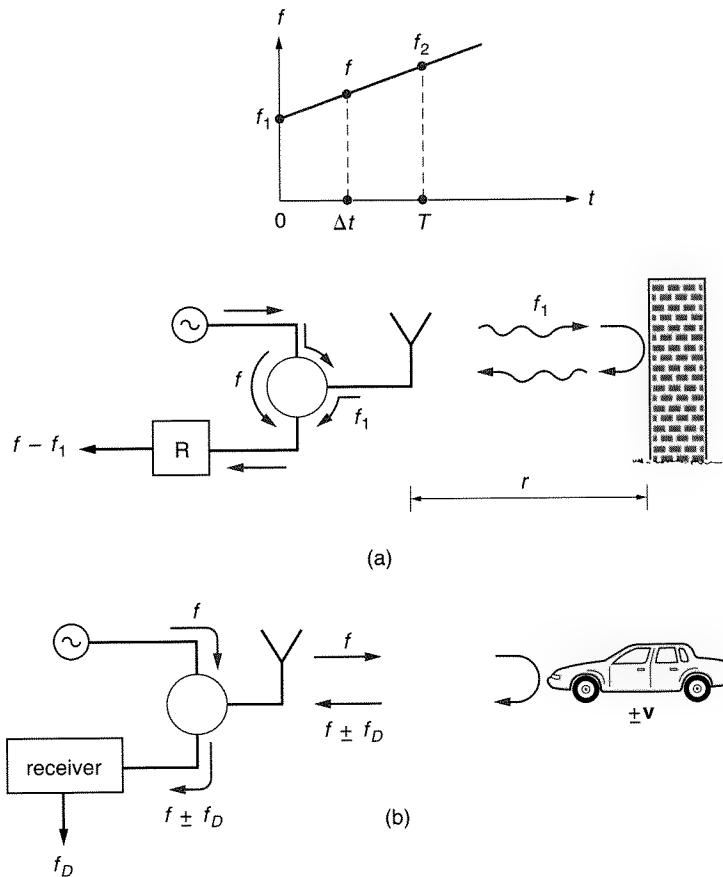 f
f₂
f
f₁
0
Δt
T
t
f₁
f
f₁
f – f₁
R
r
(a)
f
f
f ± f_D
±v
receiver
f ± f_D
(b)
f_D